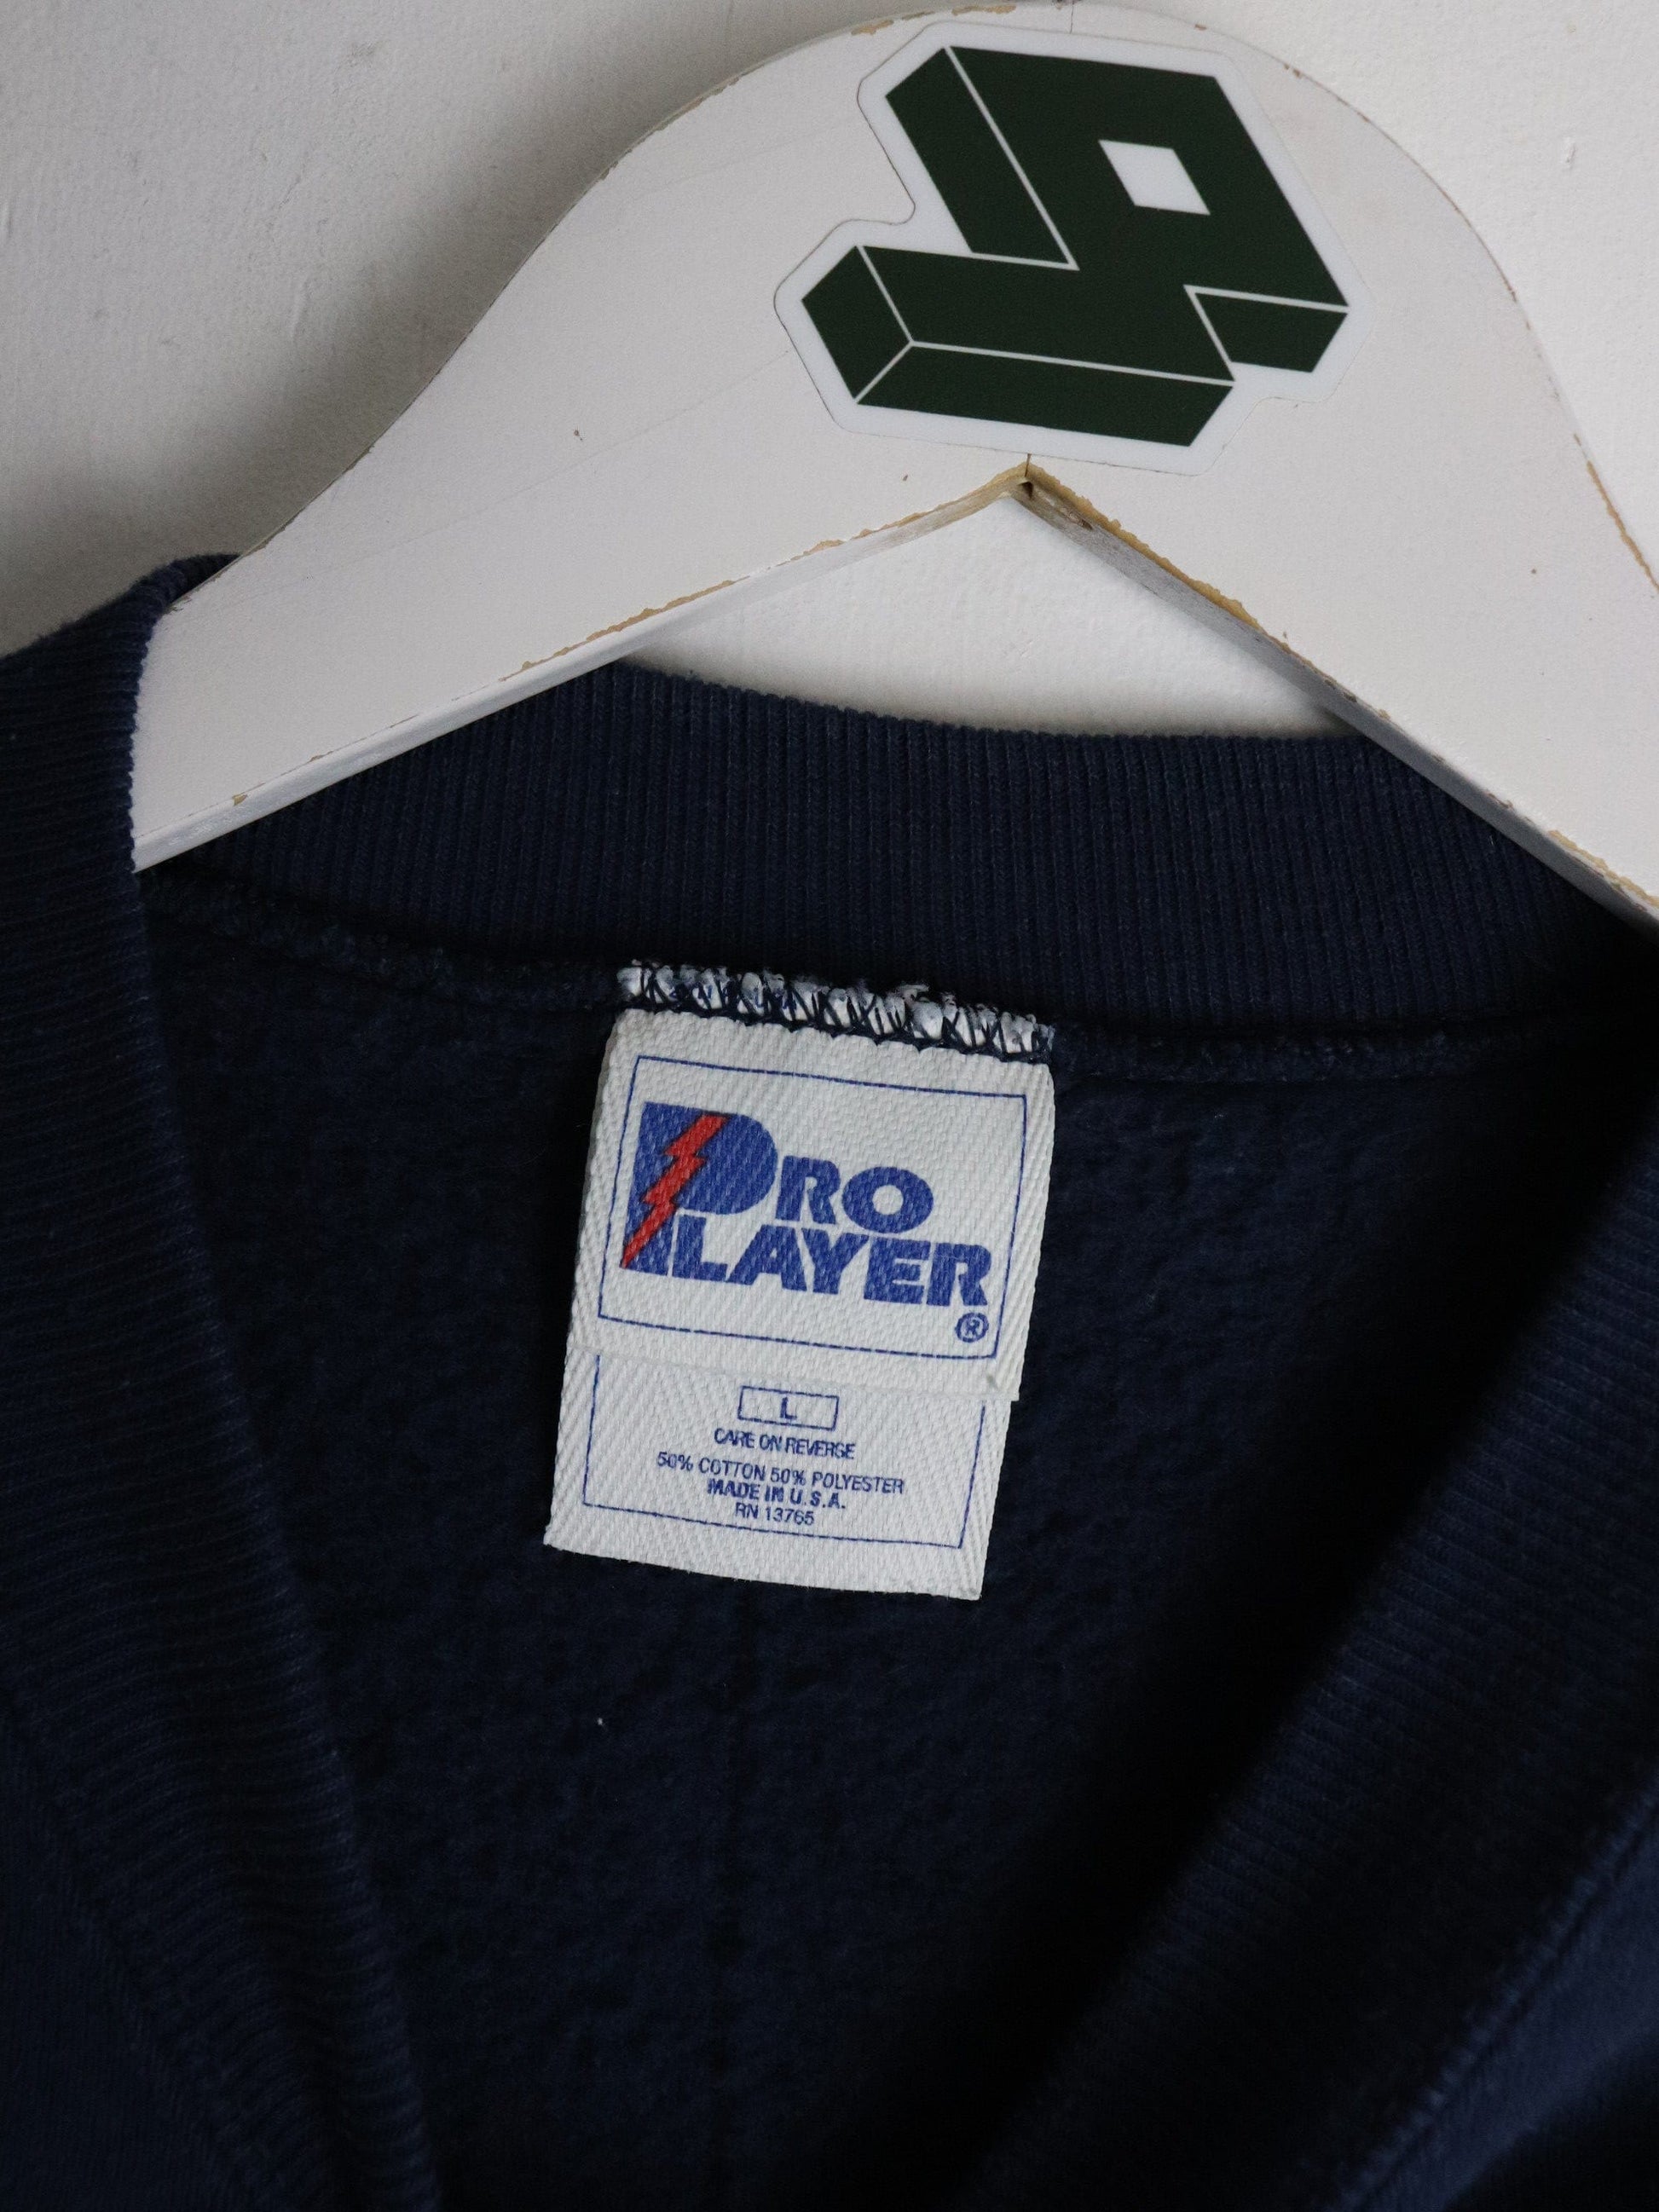 PRO
PLAYER
®
L
CARE ON REVERSE
50% COTTON 50% POLYESTER
MADE IN U.S.A.
RN 13765